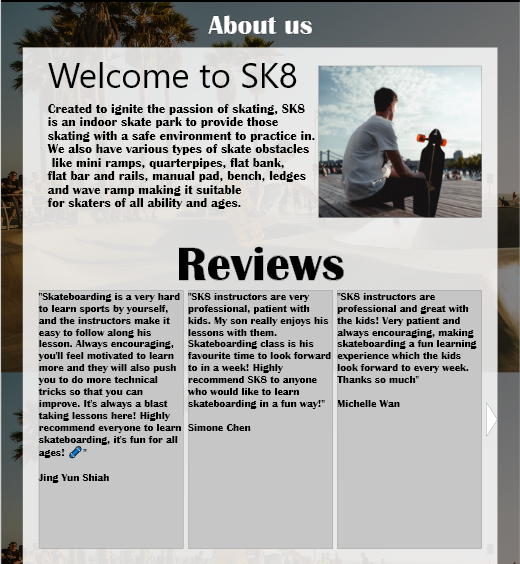 About us
Welcome to SK8
Created to ignite the passion of skating, SK8
is an indoor skate park to provide those
skating with a safe environment to practice in.
We also have various types of skate obstacles
like mini ramps, quarterpipes, flat bank,
flat bar and rails, manual pad, bench, ledges
and wave ramp making it suitable
for skaters of all ability and ages.
Reviews
"Skateboarding is a very hard
to learn sports by yourself,
and the instructors make it
easy to follow along his
lesson. Always encouraging,
you'll feel motivated to learn
more and they will also push
you to do more technical
tricks so that you can
improve. It's always a blast
taking lessons here! Highly
recommend everyone to learn
skateboarding, it's fun for all
ages! 🛹"
Jing Yun Shiah
"SK8 instructors are very
professional, patient with
kids. My son really enjoys his
lessons with them.
Skateboarding class is his
favourite time to look forward
to in a week! Highly
recommend SK8 to anyone
who would like to learn
skateboarding in a fun way!"
Simone Chen
"SK8 instructors are
professional and great with
the kids! Very patient and
always encouraging, making
skateboarding a fun learning
experience which the kids
look forward to every week.
Thanks so much"
Michelle Wan